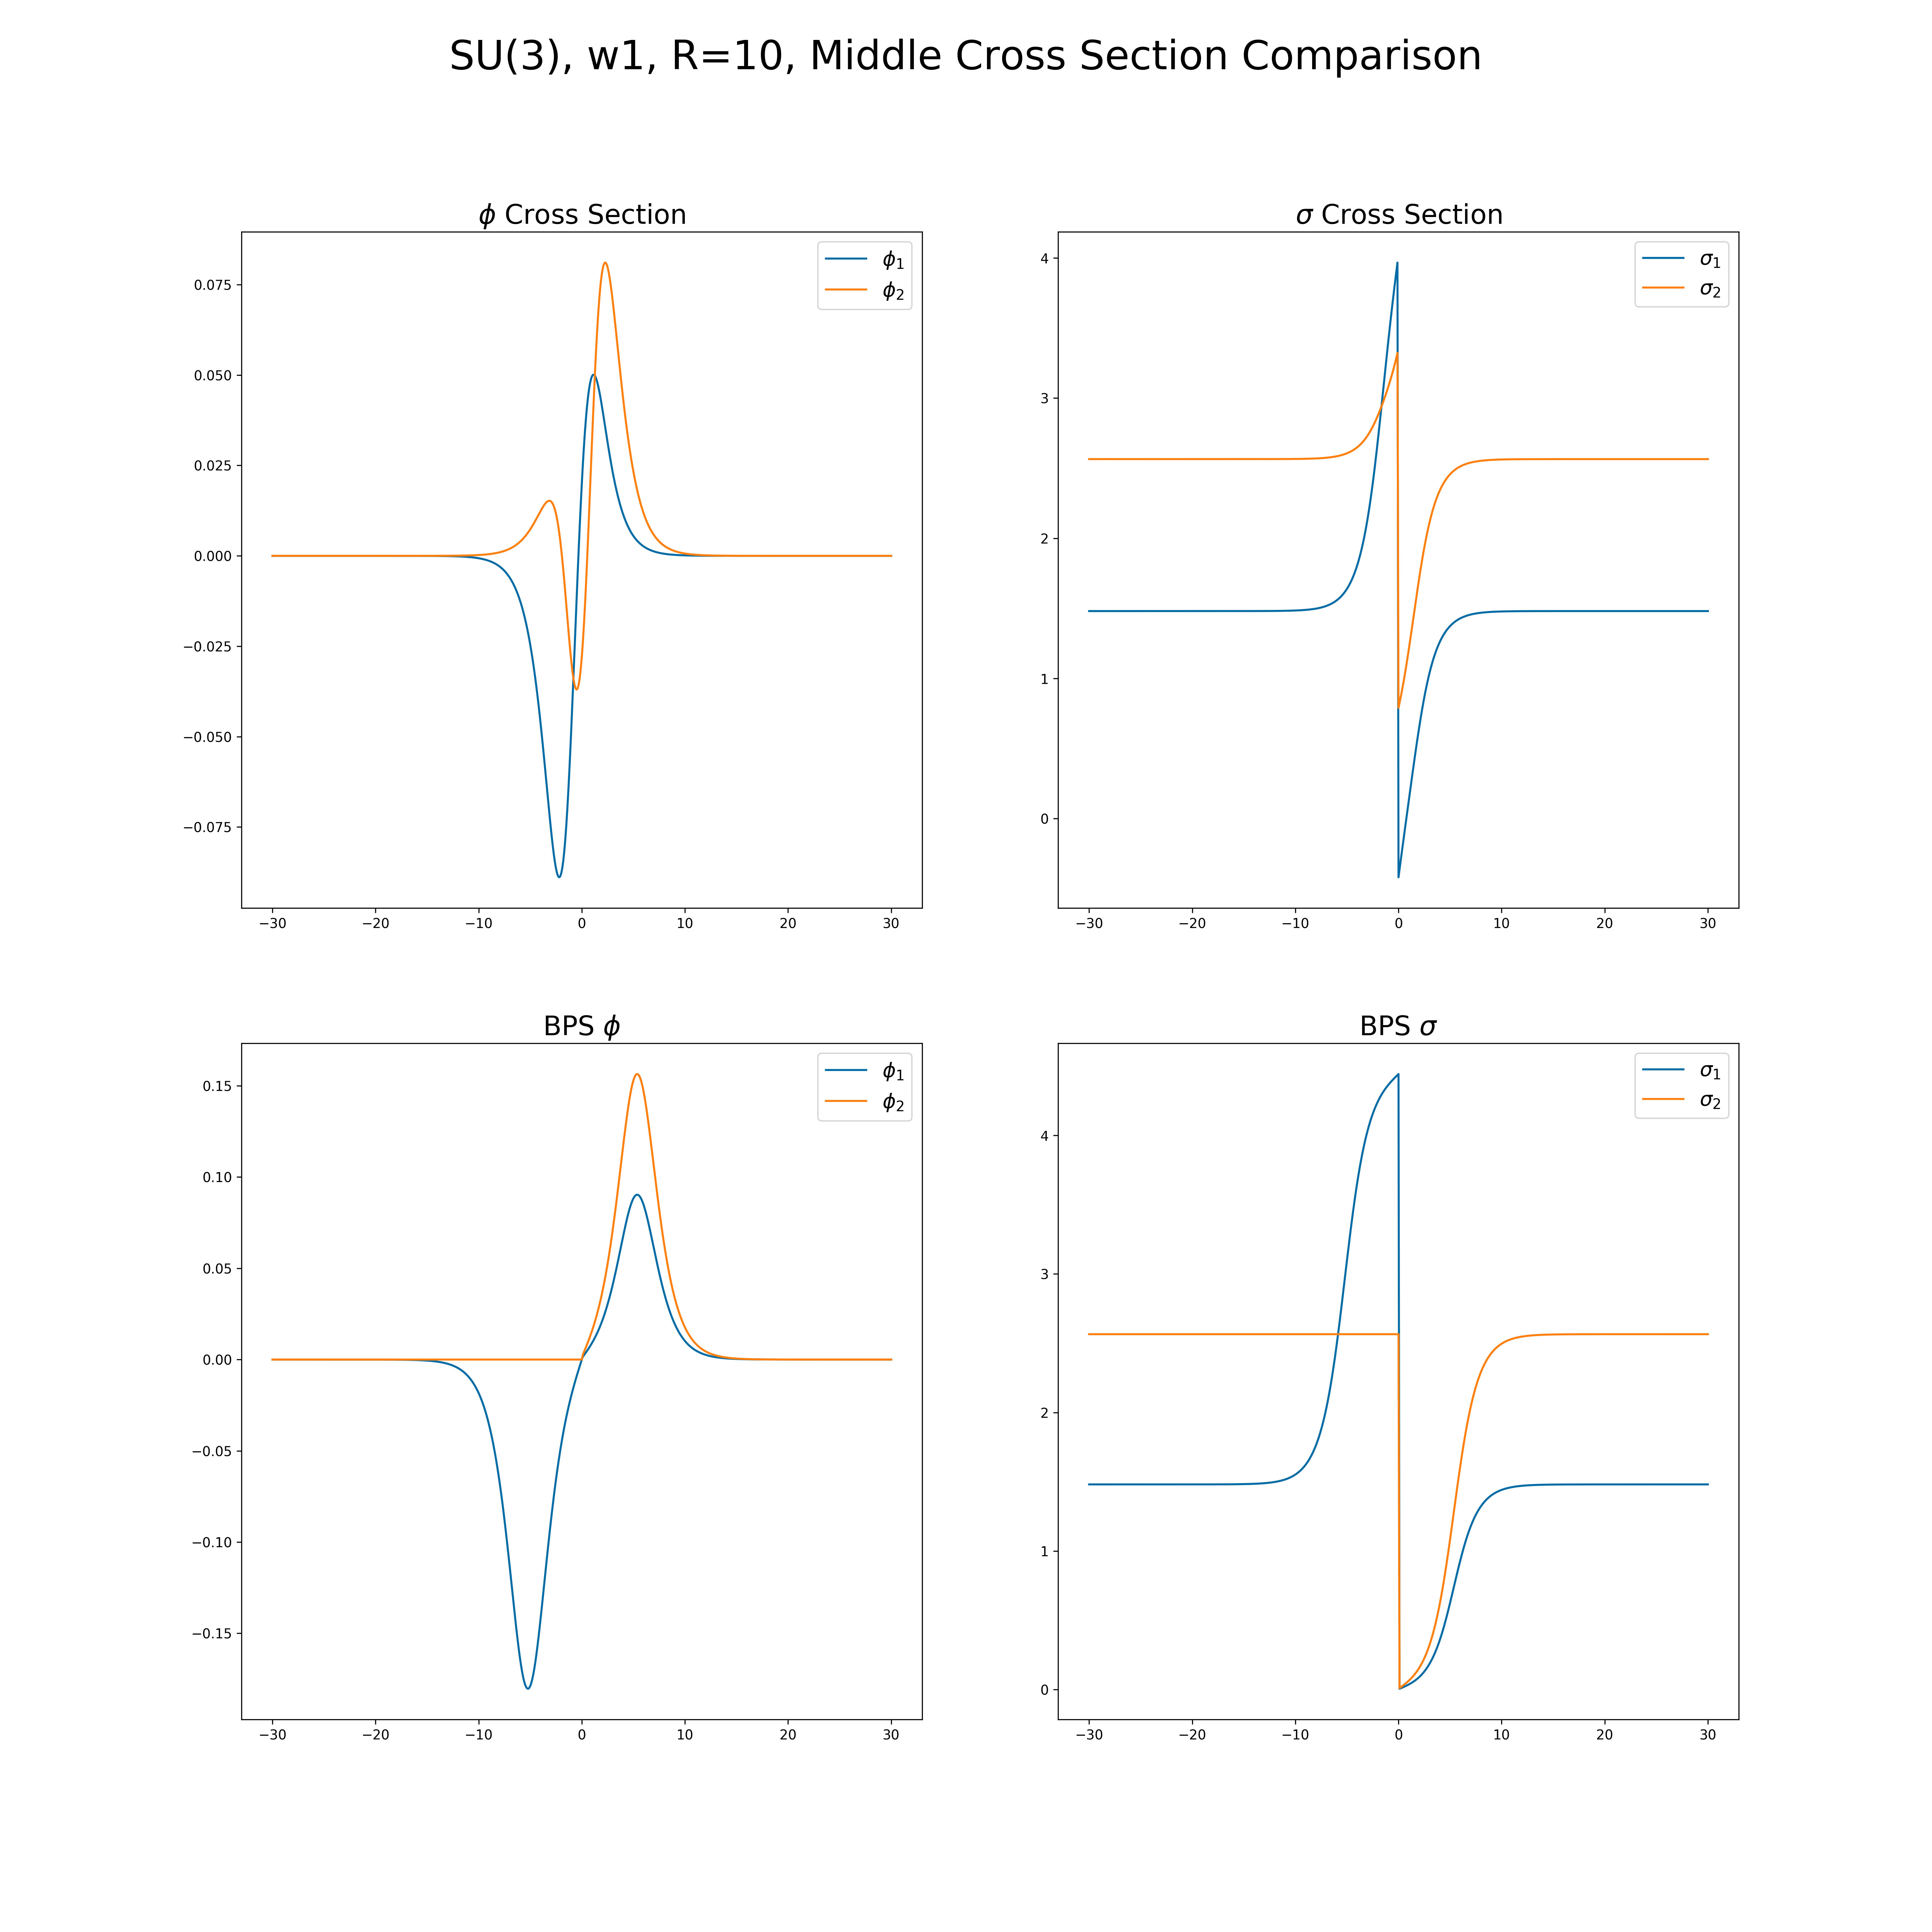 SU(3), w1, R=10, Middle Cross Section Comparison
ϕ Cross Section
ϕ₁
ϕ₂
0.075
0.050
0.025
0.000
−0.025
−0.050
−0.075
−30 −20 −10 0 10 20 30
σ Cross Section
σ₁
σ₂
4
3
2
1
0
−30 −20 −10 0 10 20 30
BPS ϕ
ϕ₁
ϕ₂
0.15
0.10
0.05
0.00
−0.05
−0.10
−0.15
−30 −20 −10 0 10 20 30
BPS σ
σ₁
σ₂
4
3
2
1
0
−30 −20 −10 0 10 20 30